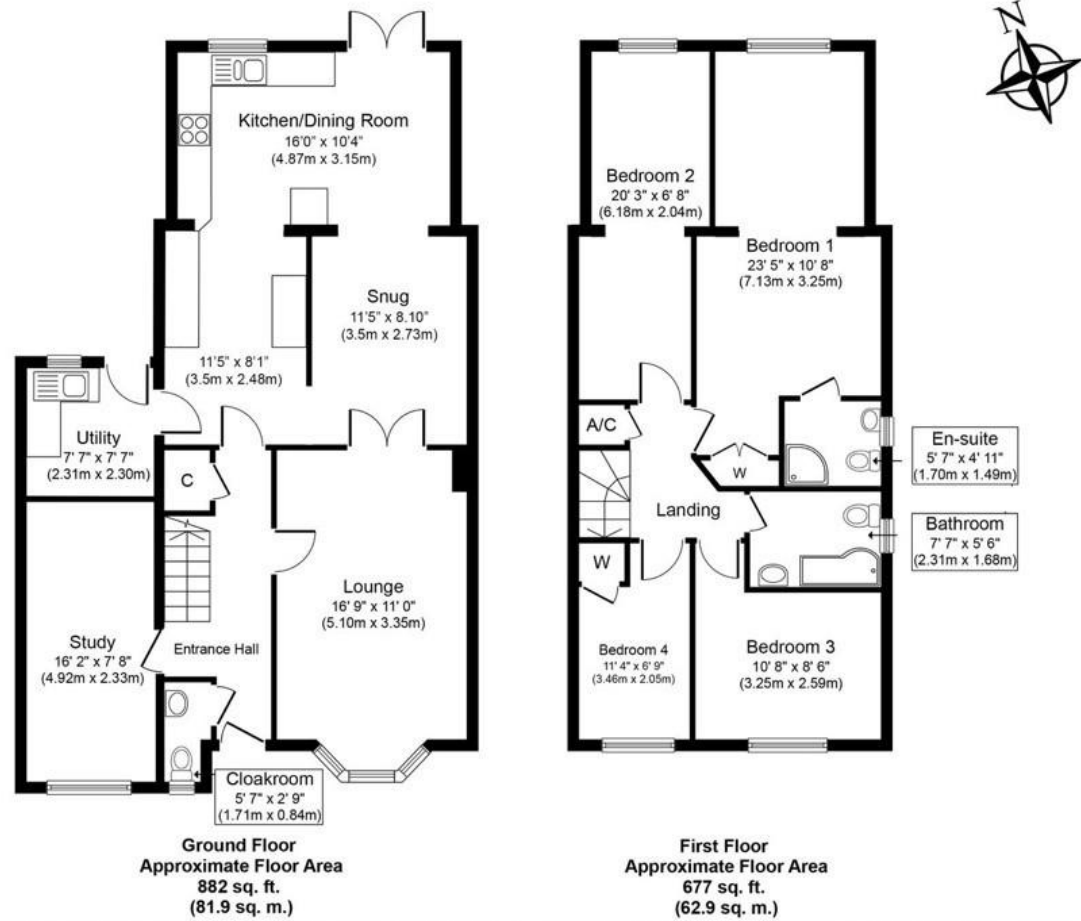 N
Kitchen/Dining Room
16'0" x 10'4"
(4.87m x 3.15m)
Snug
11'5" x 8.10"
(3.5m x 2.73m)
11'5" x 8'1"
(3.5m x 2.48m)
Utility
7' 7" x 7' 7"
(2.31m x 2.30m)
C
Lounge
16' 9" x 11' 0"
(5.10m x 3.35m)
Study
16' 2" x 7' 8"
(4.92m x 2.33m)
Entrance Hall
Cloakroom
5' 7" x 2' 9"
(1.71m x 0.84m)
Ground Floor
Approximate Floor Area
882 sq. ft.
(81.9 sq. m.)
Bedroom 2
20' 3" x 6' 8"
(6.18m x 2.04m)
Bedroom 1
23' 5" x 10' 8"
(7.13m x 3.25m)
A/C
W
En-suite
5' 7" x 4' 11"
(1.70m x 1.49m)
Landing
Bathroom
7' 7" x 5' 6"
(2.31m x 1.68m)
W
Bedroom 4
11' 4" x 6' 9"
(3.46m x 2.05m)
Bedroom 3
10' 8" x 8' 6"
(3.25m x 2.59m)
First Floor
Approximate Floor Area
677 sq. ft.
(62.9 sq. m.)